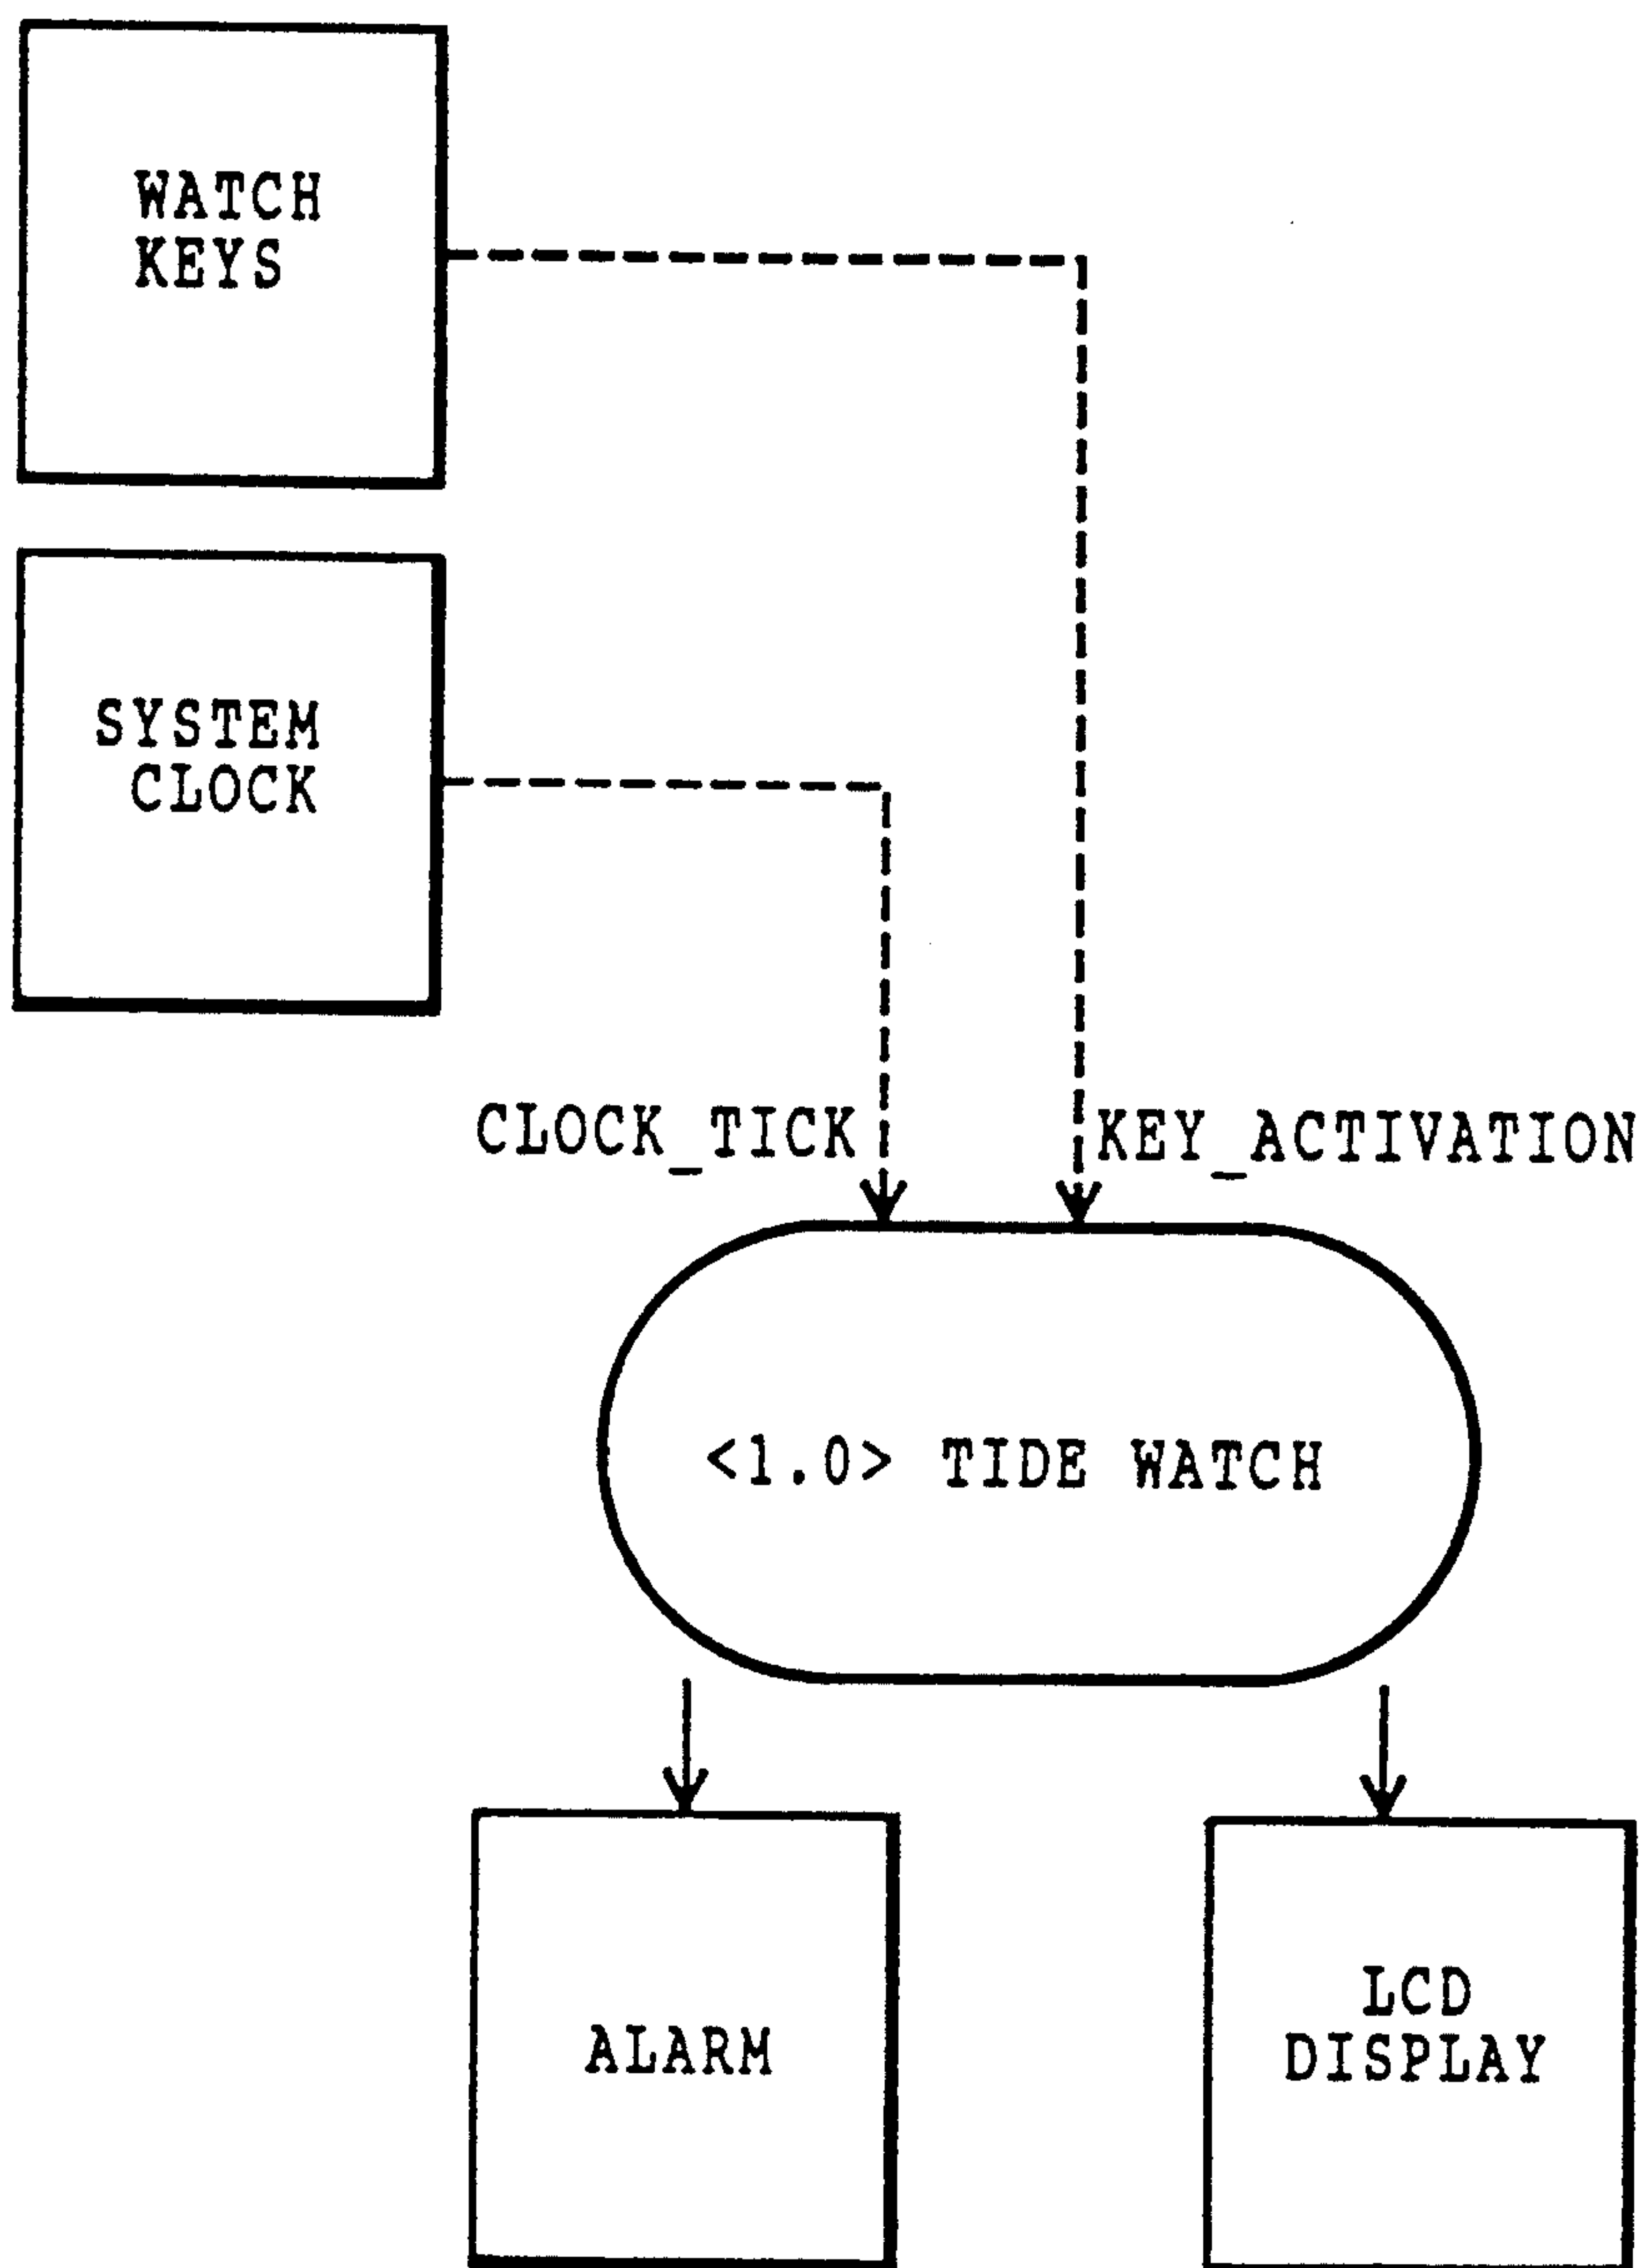 WATCH
KEYS
SYSTEM
CLOCK
CLOCK_TICK
KEY_ACTIVATION
<1.0> TIDE WATCH
ALARM
LCD
DISPLAY